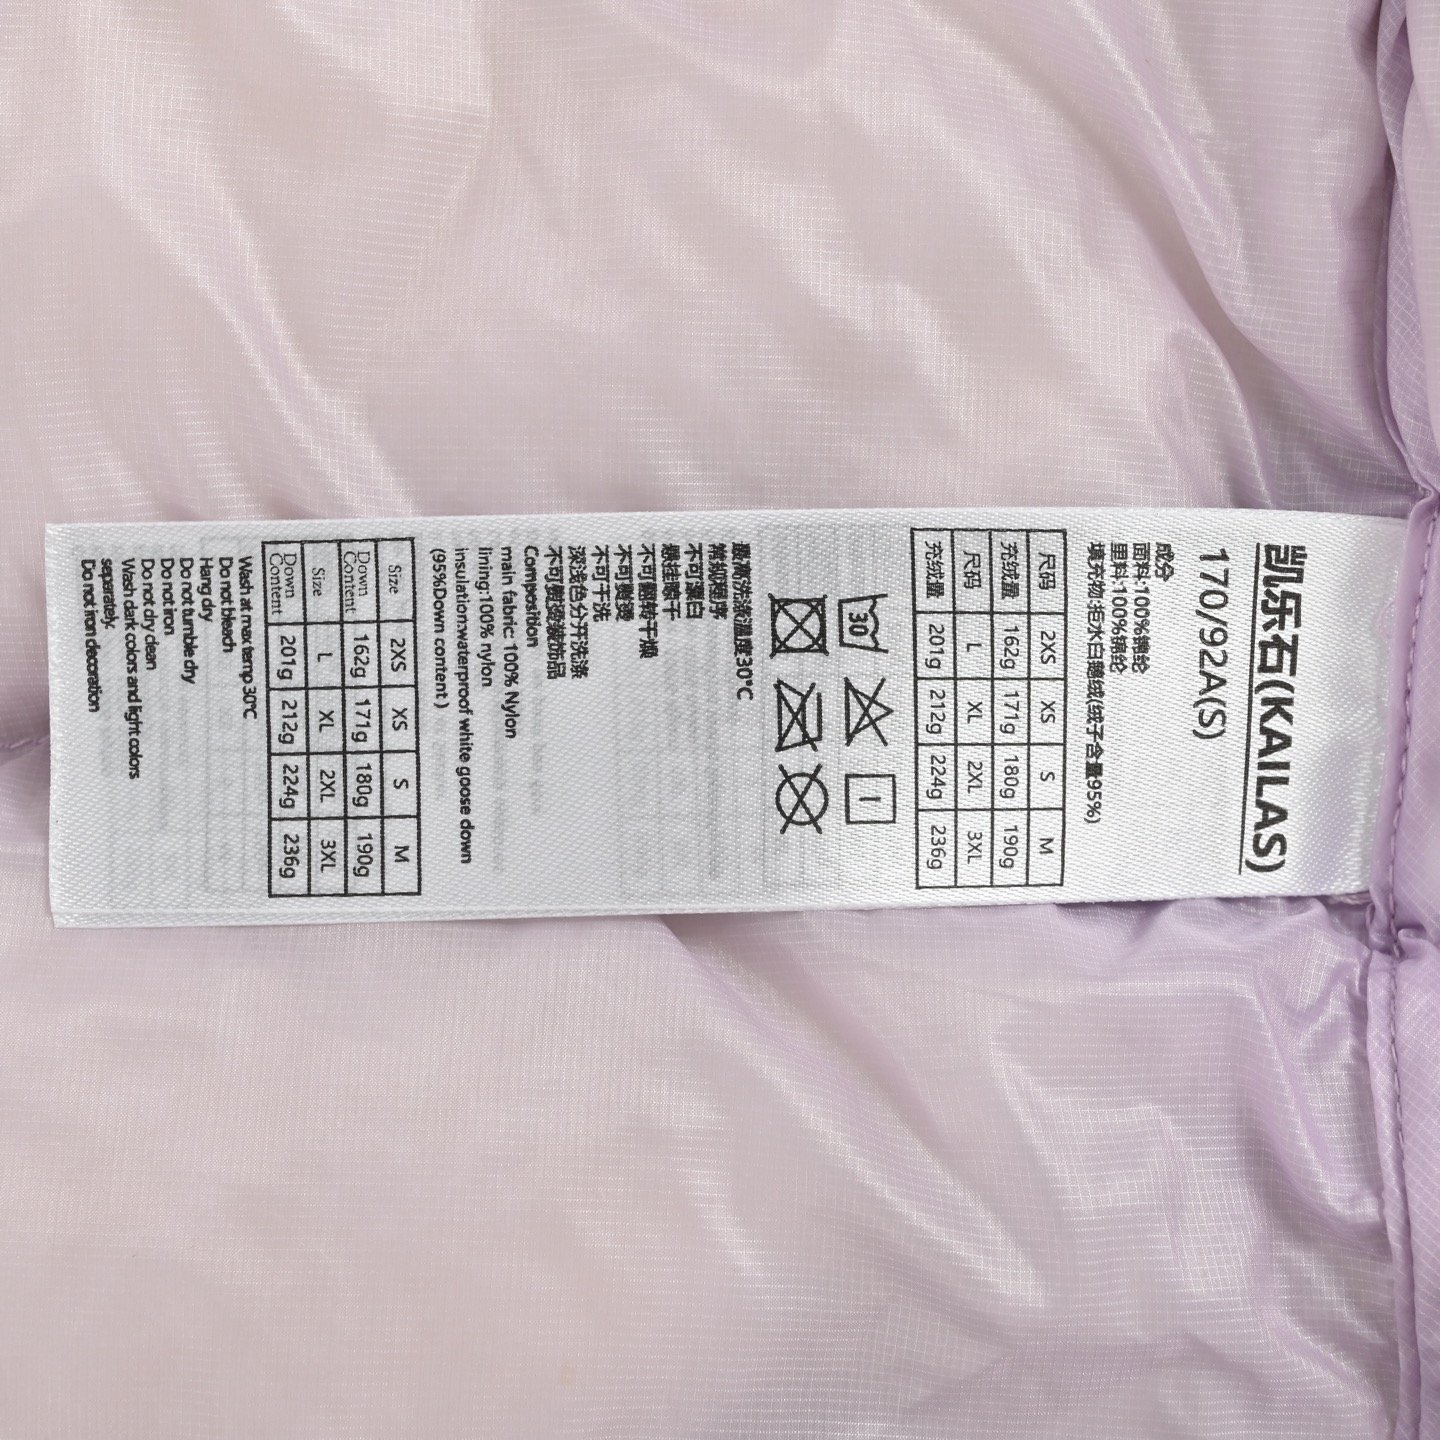 凯乐石(KAILAS)
170/92A(S)
成分
面料:100%锦纶
里料:100%锦纶
填充物:拒水白鹅绒(绒子含量95%)
尺码 2XS XS S M
充绒量 162g 171g 180g 190g
尺码 L XL 2XL 3XL
充绒量 201g 212g 224g 236g
30
最高洗涤温度30°C
常规程序
不可漂白
悬挂晾干
不可翻转干燥
不可熨烫
不可干洗
深浅色分开洗涤
不可熨烫被饰品
Composition
main fabric: 100% Nylon
lining:100% nylon
insulation:waterproof white goose down
(95%Down content)
Size 2XS XS S M
Down Content 162g 171g 180g 190g
Size L XL 2XL 3XL
Down Content 201g 212g 224g 236g
Wash at max temp 30°C
Do not bleach
Hang dry
Do not tumble dry
Do not iron
Do not dry clean
Wash dark colors and light colors
separately.
Do not iron decoration